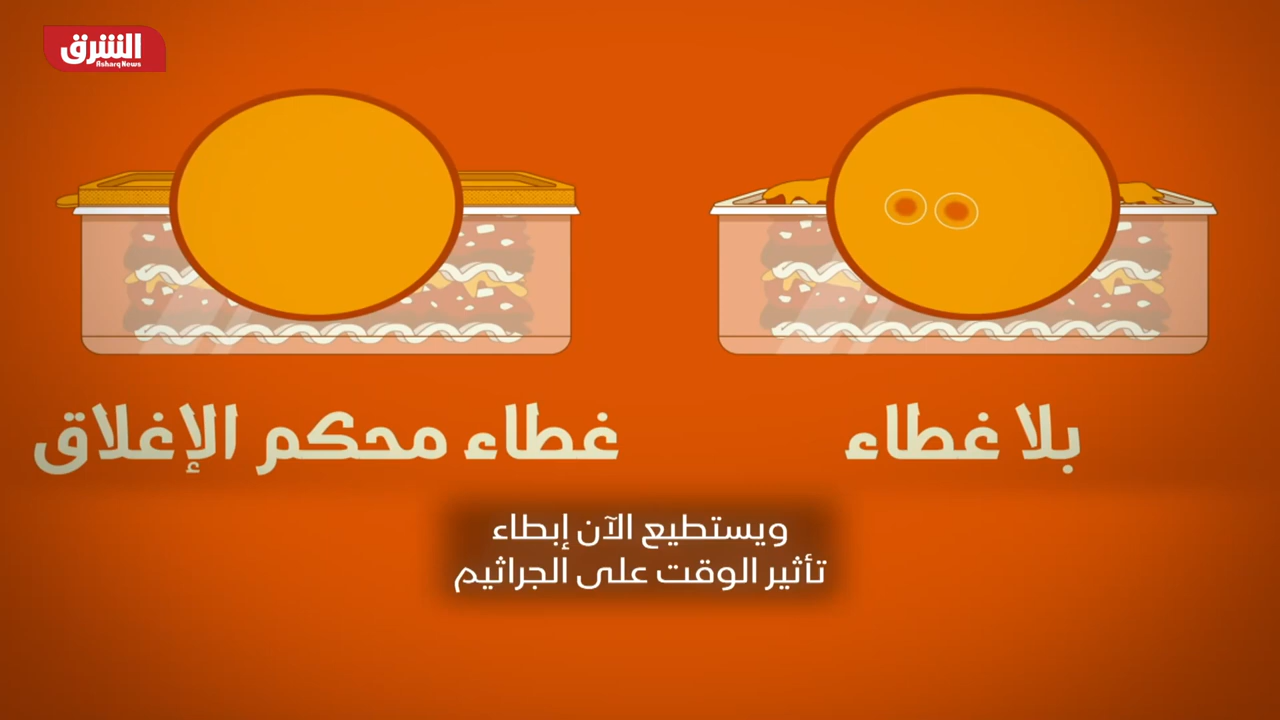 الشرق
Asharq News
بلا غطاء
غطاء محكم الإغلاق
ويستطيع الآن إبطاء
تأثير الوقت على الجراثيم